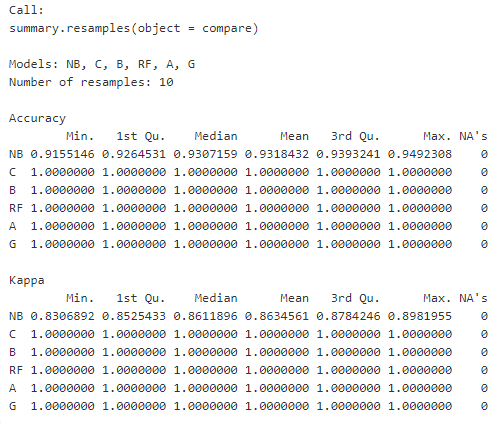 Call:
summary.resamples(object = compare)
Models: NB, C, B, RF, A, G
Number of resamples: 10
Accuracy
Min. 1st Qu. Median Mean 3rd Qu. Max. NA's
NB 0.9155146 0.9264531 0.9307159 0.9318432 0.9393241 0.9492308 0
C 1.0000000 1.0000000 1.0000000 1.0000000 1.0000000 1.0000000 0
B 1.0000000 1.0000000 1.0000000 1.0000000 1.0000000 1.0000000 0
RF 1.0000000 1.0000000 1.0000000 1.0000000 1.0000000 1.0000000 0
A 1.0000000 1.0000000 1.0000000 1.0000000 1.0000000 1.0000000 0
G 1.0000000 1.0000000 1.0000000 1.0000000 1.0000000 1.0000000 0
Kappa
Min. 1st Qu. Median Mean 3rd Qu. Max. NA's
NB 0.8306892 0.8525433 0.8611896 0.8634561 0.8784246 0.8981955 0
C 1.0000000 1.0000000 1.0000000 1.0000000 1.0000000 1.0000000 0
B 1.0000000 1.0000000 1.0000000 1.0000000 1.0000000 1.0000000 0
RF 1.0000000 1.0000000 1.0000000 1.0000000 1.0000000 1.0000000 0
A 1.0000000 1.0000000 1.0000000 1.0000000 1.0000000 1.0000000 0
G 1.0000000 1.0000000 1.0000000 1.0000000 1.0000000 1.0000000 0